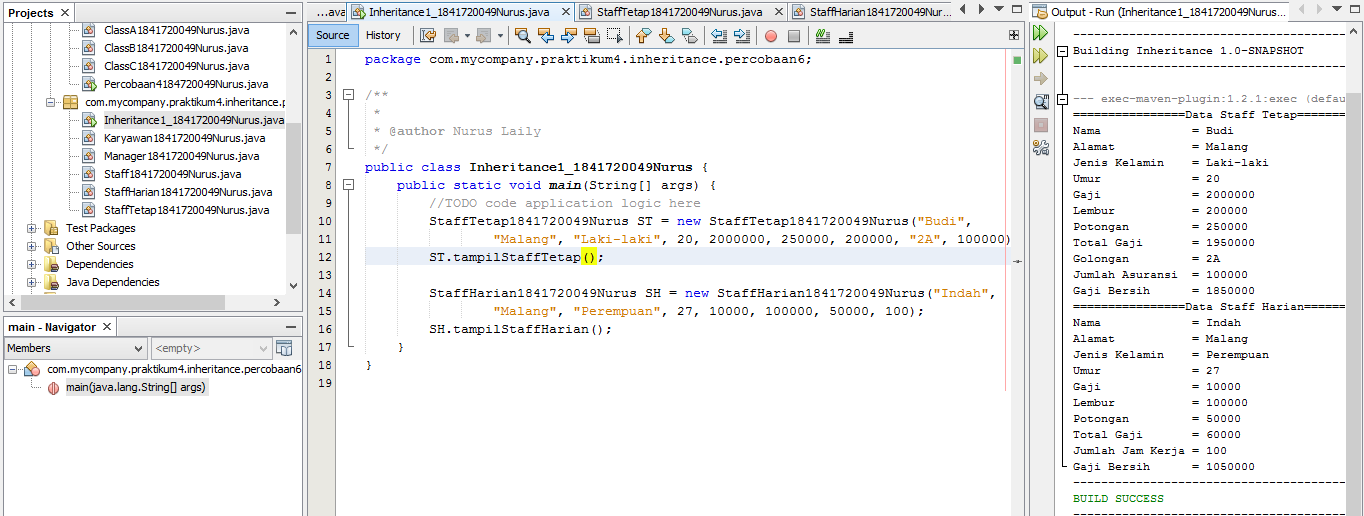 Projects
ClassA1841720049Nurus.java
ClassB1841720049Nurus.java
ClassC1841720049Nurus.java
Percobaan4184720049Nurus.java
com.mycompany.praktikum4.inheritance.p
Inheritance1_1841720049Nurus.java
Karyawan1841720049Nurus.java
Manager1841720049Nurus.java
Staff1841720049Nurus.java
StaffHarian1841720049Nurus.java
StaffTetap1841720049Nurus.java
Test Packages
Other Sources
Dependencies
Java Dependencies
main - Navigator
Members
<empty>
com.mycompany.praktikum4.inheritance.percobaan6
main(java.lang.String[] args)
...ava
Inheritance1_1841720049Nurus.java
StaffTetap1841720049Nurus.java
StaffHarian1841720049Nur...
Source History
1 package com.mycompany.praktikum4.inheritance.percobaan6;
2
3 /**
4 *
5 * @author Nurus Laily
6 */
7 public class Inheritance1_1841720049Nurus {
8 public static void main(String[] args) {
9 //TODO code application logic here
10 StaffTetap1841720049Nurus ST = new StaffTetap1841720049Nurus("Budi",
11 "Malang", "Laki-laki", 20, 2000000, 250000, 200000, "2A", 100000)
12 ST.tampilStaffTetap();
13
14 StaffHarian1841720049Nurus SH = new StaffHarian1841720049Nurus("Indah",
15 "Malang", "Perempuan", 27, 10000, 100000, 50000, 100);
16 SH.tampilStaffHarian();
17 }
18 }
19
Output - Run (Inheritance1_1841720049Nurus...
------------------------------------
Building Inheritance 1.0-SNAPSHOT
------------------------------------
--- exec-maven-plugin:1.2.1:exec (defau
================Data Staff Tetap=======
Nama = Budi
Alamat = Malang
Jenis Kelamin = Laki-laki
Umur = 20
Gaji = 2000000
Lembur = 200000
Potongan = 250000
Total Gaji = 1950000
Golongan = 2A
Jumlah Asuransi = 100000
Gaji Bersih = 1850000
================Data Staff Harian======
Nama = Indah
Alamat = Malang
Jenis Kelamin = Perempuan
Umur = 27
Gaji = 10000
Lembur = 100000
Potongan = 50000
Total Gaji = 60000
Jumlah Jam Kerja = 100
Gaji Bersih = 1050000
------------------------------------
BUILD SUCCESS
------------------------------------